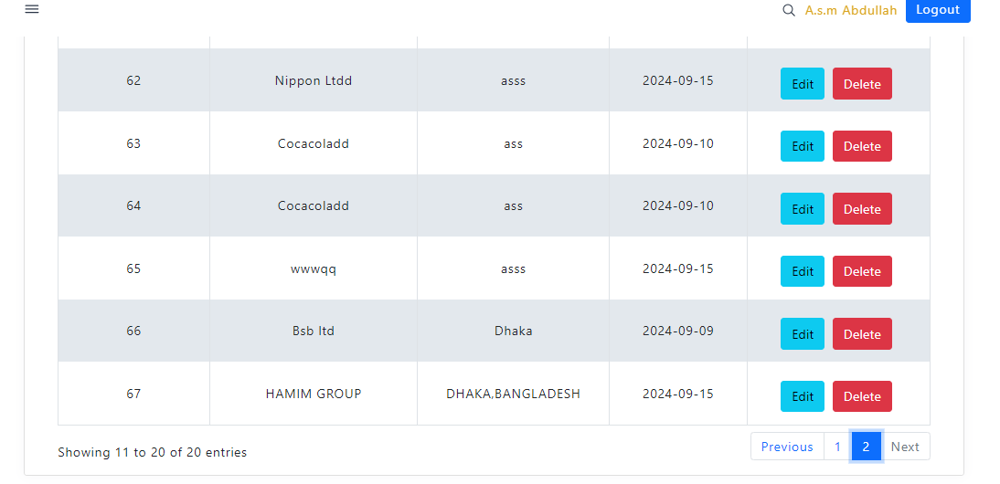 A.s.m Abdullah Logout
62 Nippon Ltdd asss 2024-09-15 Edit Delete
63 Cocacoladd ass 2024-09-10 Edit Delete
64 Cocacoladd ass 2024-09-10 Edit Delete
65 wwwqq asss 2024-09-15 Edit Delete
66 Bsb ltd Dhaka 2024-09-09 Edit Delete
67 HAMIM GROUP DHAKA,BANGLADESH 2024-09-15 Edit Delete
Showing 11 to 20 of 20 entries Previous 1 2 Next